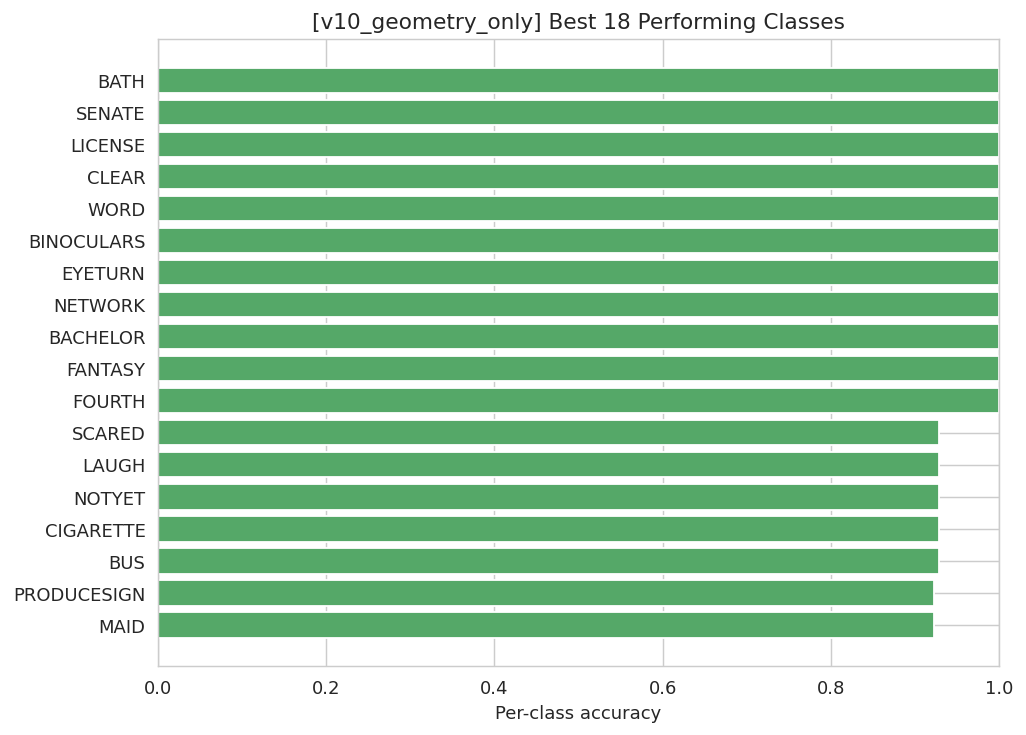 [v10_geometry_only] Best 18 Performing Classes
BATH
SENATE
LICENSE
CLEAR
WORD
BINOCULARS
EYETURN
NETWORK
BACHELOR
FANTASY
FOURTH
SCARED
LAUGH
NOTYET
CIGARETTE
BUS
PRODUCESIGN
MAID
0.0 0.2 0.4 0.6 0.8 1.0
Per-class accuracy